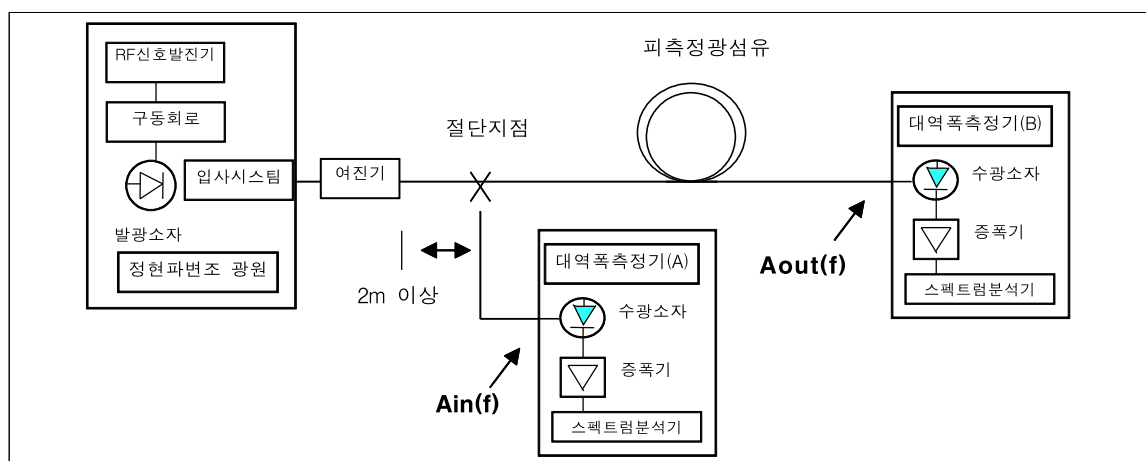 RF신호발진기
구동회로
입사시스팀
발광소자
정현파변조 광원
여진기
절단지점
2m 이상
피측정광섬유
대역폭측정기(A)
수광소자
증폭기
스펙트럼분석기
Ain(f)
대역폭측정기(B)
수광소자
증폭기
스펙트럼분석기
Aout(f)